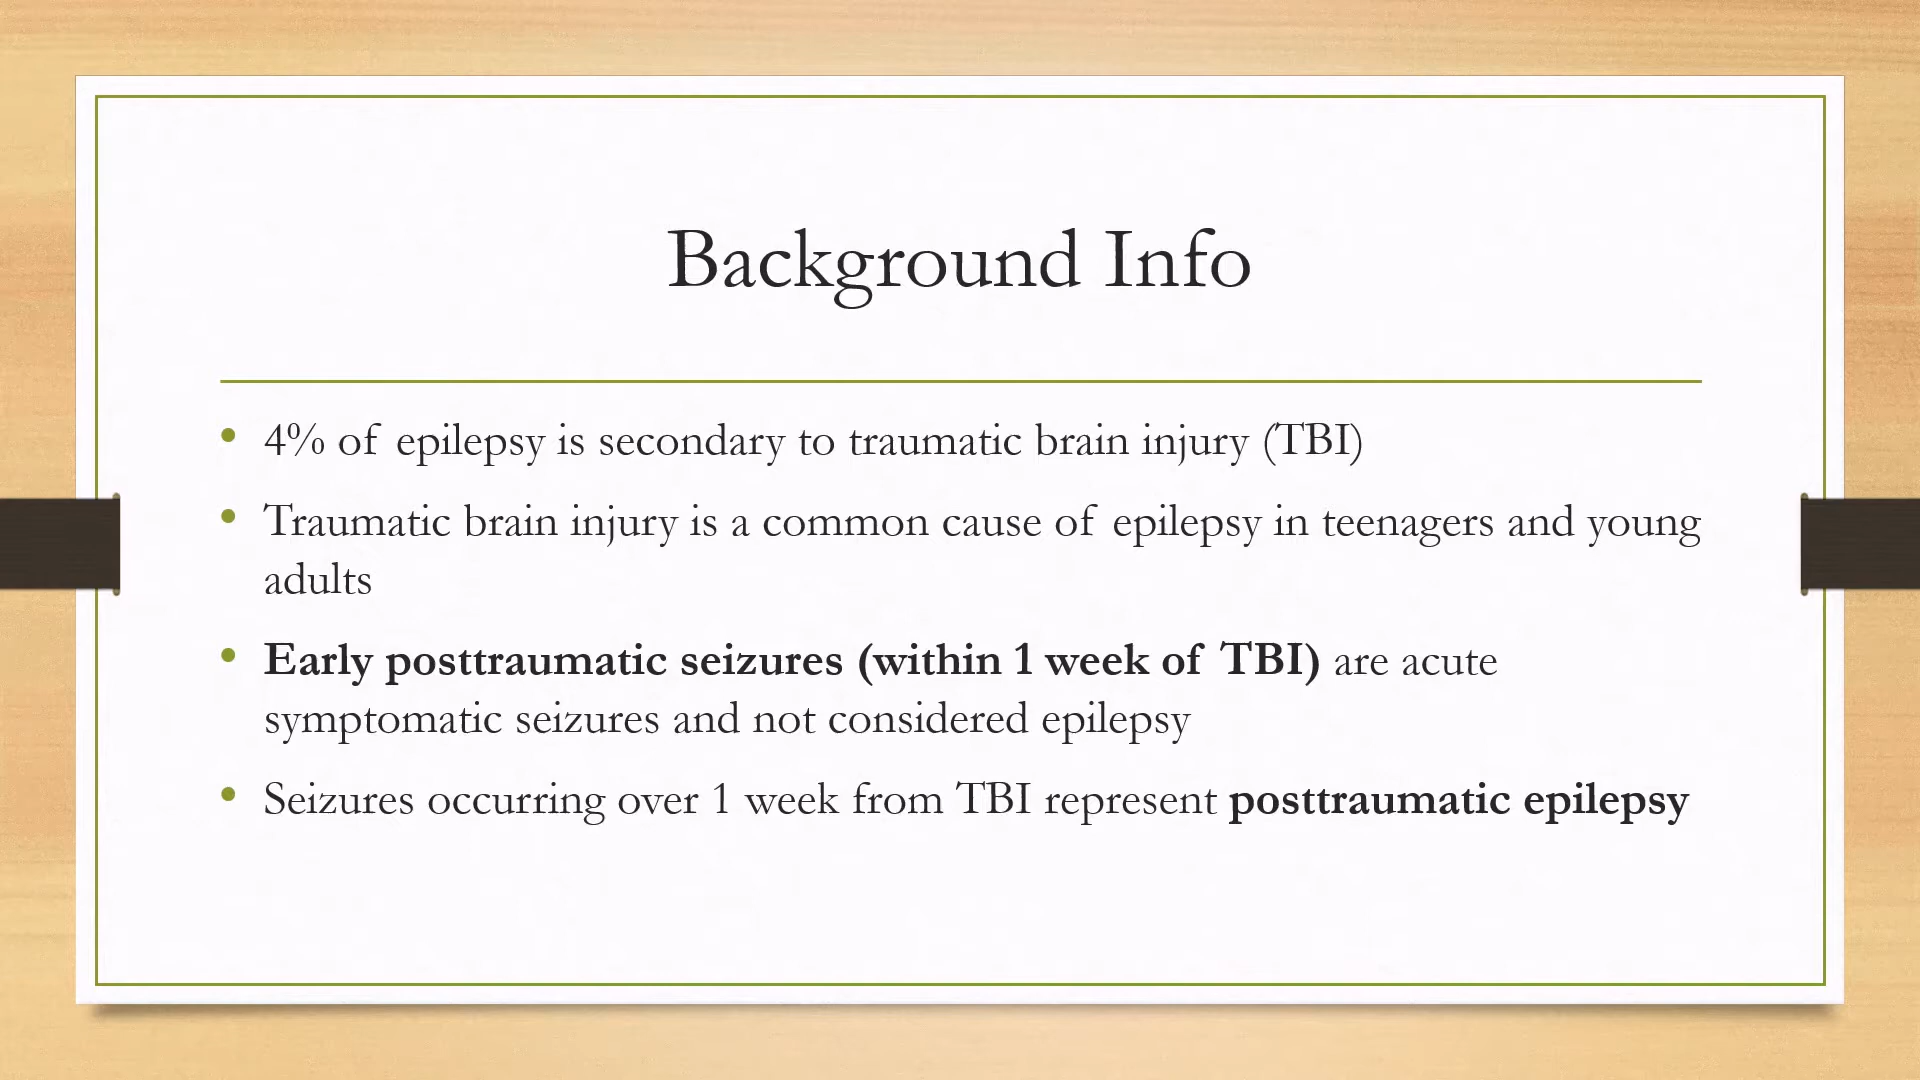 Background Info
• 4% of epilepsy is secondary to traumatic brain injury (TBI)
• Traumatic brain injury is a common cause of epilepsy in teenagers and young
adults
• Early posttraumatic seizures (within 1 week of TBI) are acute
symptomatic seizures and not considered epilepsy
• Seizures occurring over 1 week from TBI represent posttraumatic epilepsy